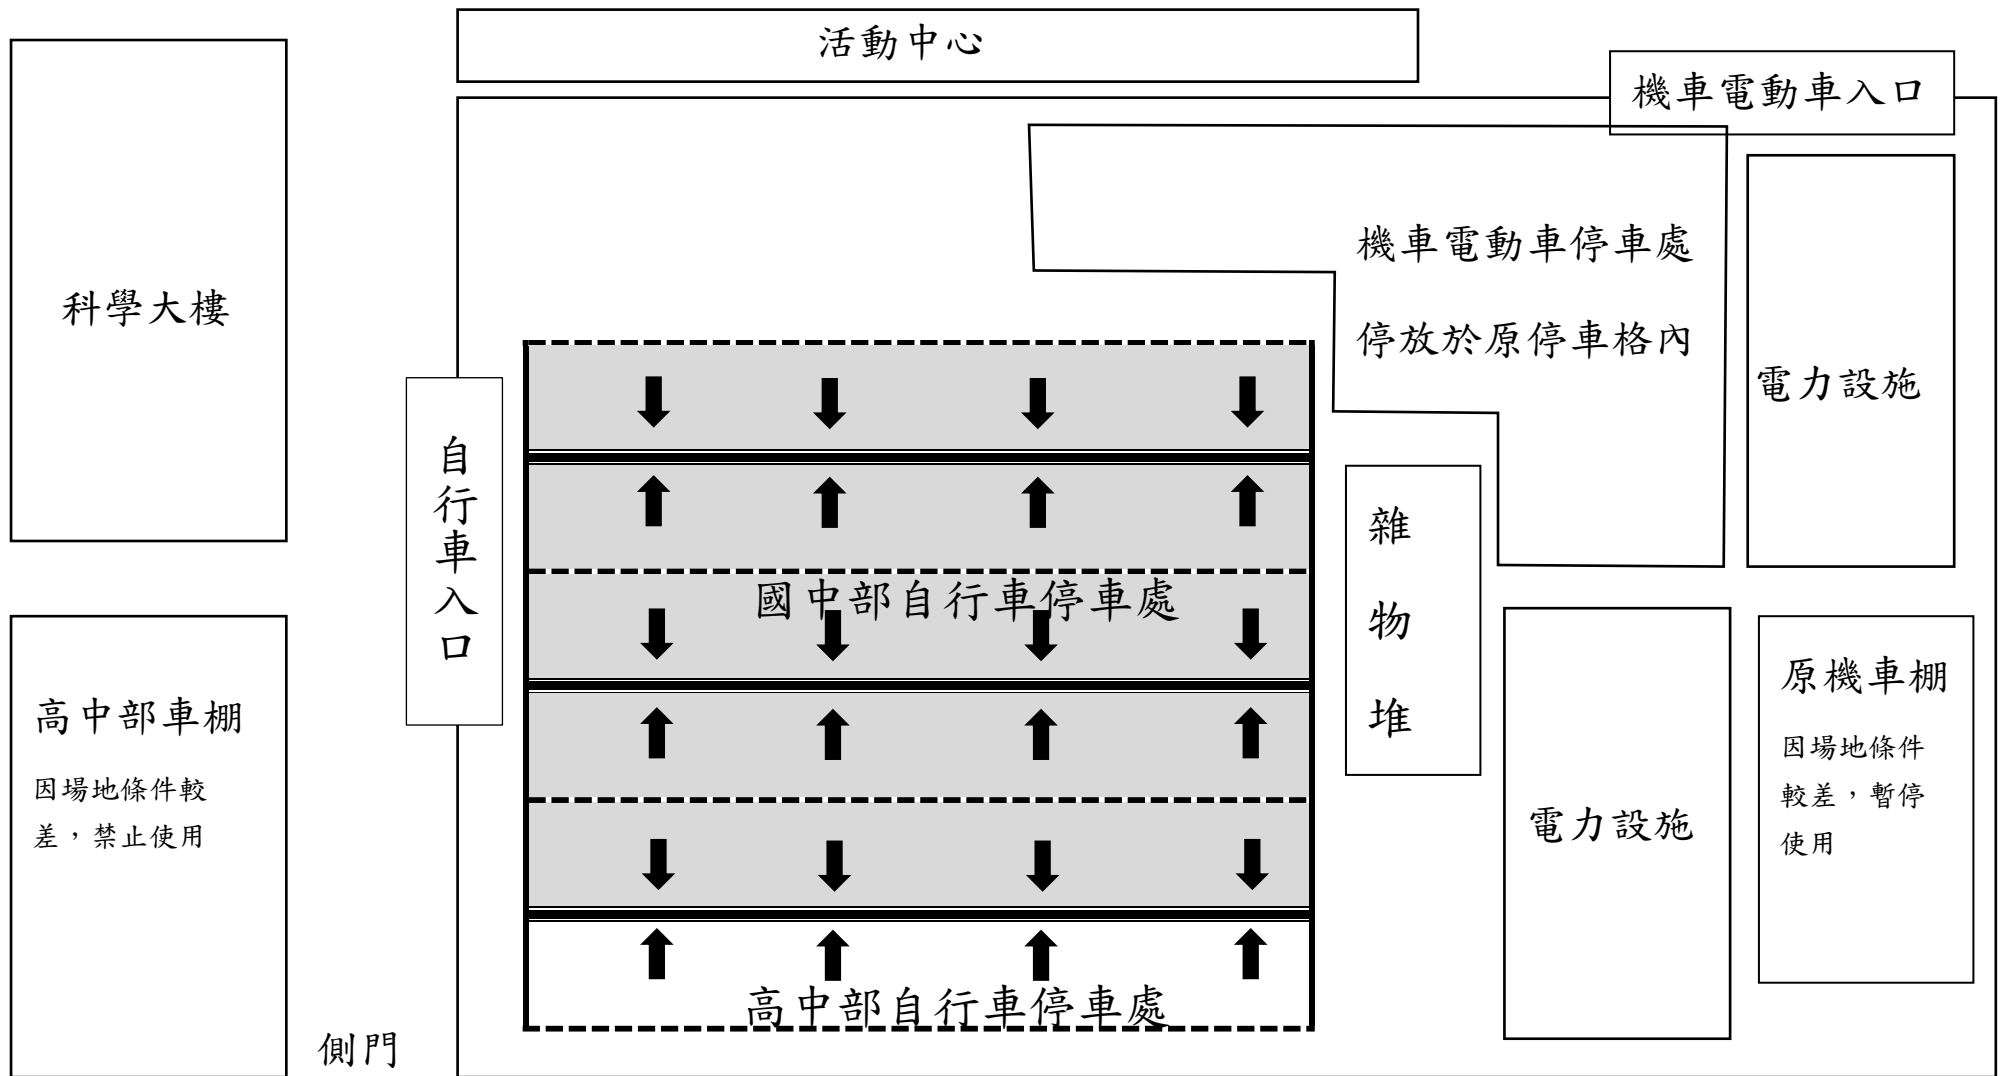 活動中心
機車電動車入口
科學大樓
機車電動車停車處
停放於原停車格內
電力設施
自行車入口
雜物堆
國中部自行車停車處
高中部車棚
因場地條件較
差，禁止使用
電力設施
原機車棚
因場地條件
較差，暫停
使用
高中部自行車停車處
側門